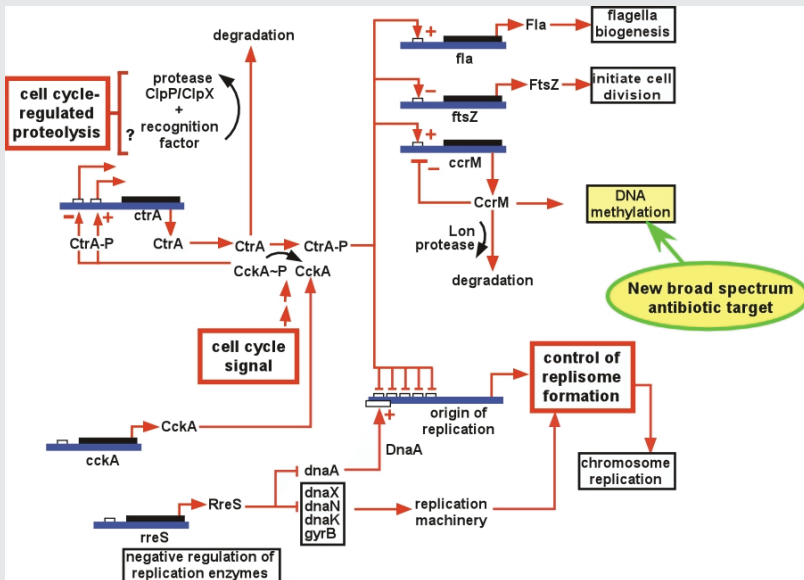 degradation
cell cycle-
regulated
proteolysis
?
protease
ClpP/ClpX
+
recognition
factor
+
fla
Fla
flagella
biogenesis
−
ftsZ
FtsZ
initiate cell
division
+
−
ccrM
CcrM
DNA
methylation
Lon
protease
degradation
New broad spectrum
antibiotic target
ctrA
−
+
CtrA-P
CtrA
CtrA
CtrA-P
CckA~P
CckA
cell cycle
signal
control of
replisome
formation
origin of
replication
+
DnaA
dnaA
CckA
cckA
chromosome
replication
RreS
rreS
dnaX
dnaN
dnaK
gyrB
replication
machinery
negative regulation of
replication enzymes